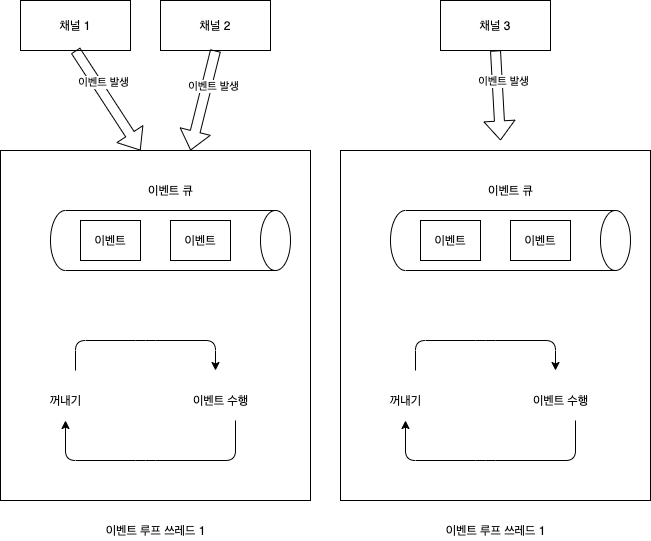 채널 1
채널 2
채널 3
이벤트 발생
이벤트 발생
이벤트 발생
이벤트 큐
이벤트 큐
이벤트
이벤트
이벤트
이벤트
꺼내기
이벤트 수행
꺼내기
이벤트 수행
이벤트 루프 쓰레드 1
이벤트 루프 쓰레드 1